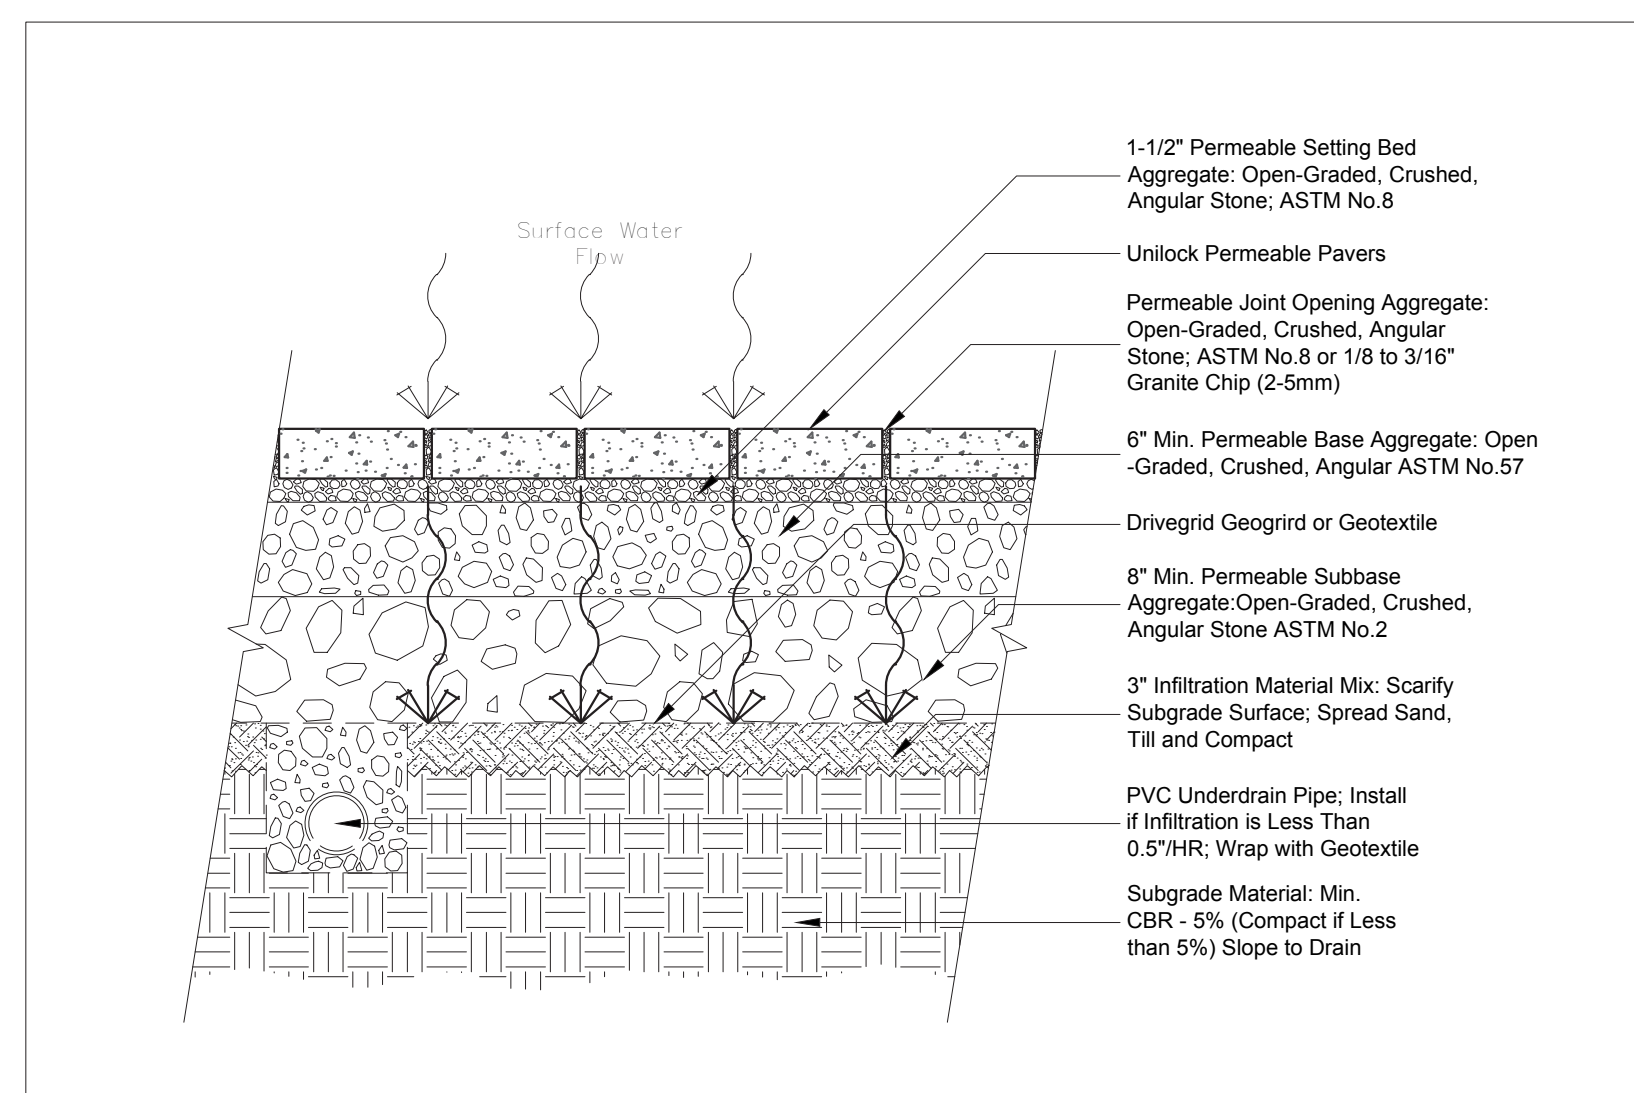 Surface Water
Flow
1-1/2" Permeable Setting Bed
Aggregate: Open-Graded, Crushed,
Angular Stone; ASTM No.8
Unilock Permeable Pavers
Permeable Joint Opening Aggregate:
Open-Graded, Crushed, Angular
Stone; ASTM No.8 or 1/8 to 3/16"
Granite Chip (2-5mm)
6" Min. Permeable Base Aggregate: Open
-Graded, Crushed, Angular ASTM No.57
Drivegrid Geogrird or Geotextile
8" Min. Permeable Subbase
Aggregate:Open-Graded, Crushed,
Angular Stone ASTM No.2
3" Infiltration Material Mix: Scarify
Subgrade Surface; Spread Sand,
Till and Compact
PVC Underdrain Pipe; Install
if Infiltration is Less Than
0.5"/HR; Wrap with Geotextile
Subgrade Material: Min.
CBR - 5% (Compact if Less
than 5%) Slope to Drain